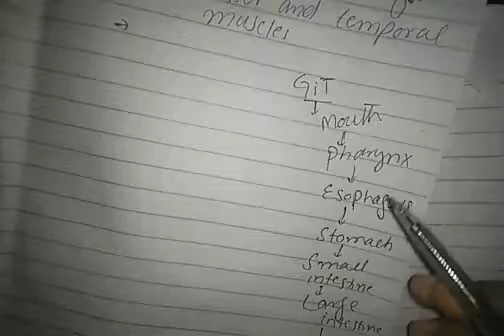 and temporal
muscles
→
GiT
↓
Mouth
↓
Pharynx
↓
Esophagus
↓
Stomach
↓
Small
intestine
↓
Large
intestine